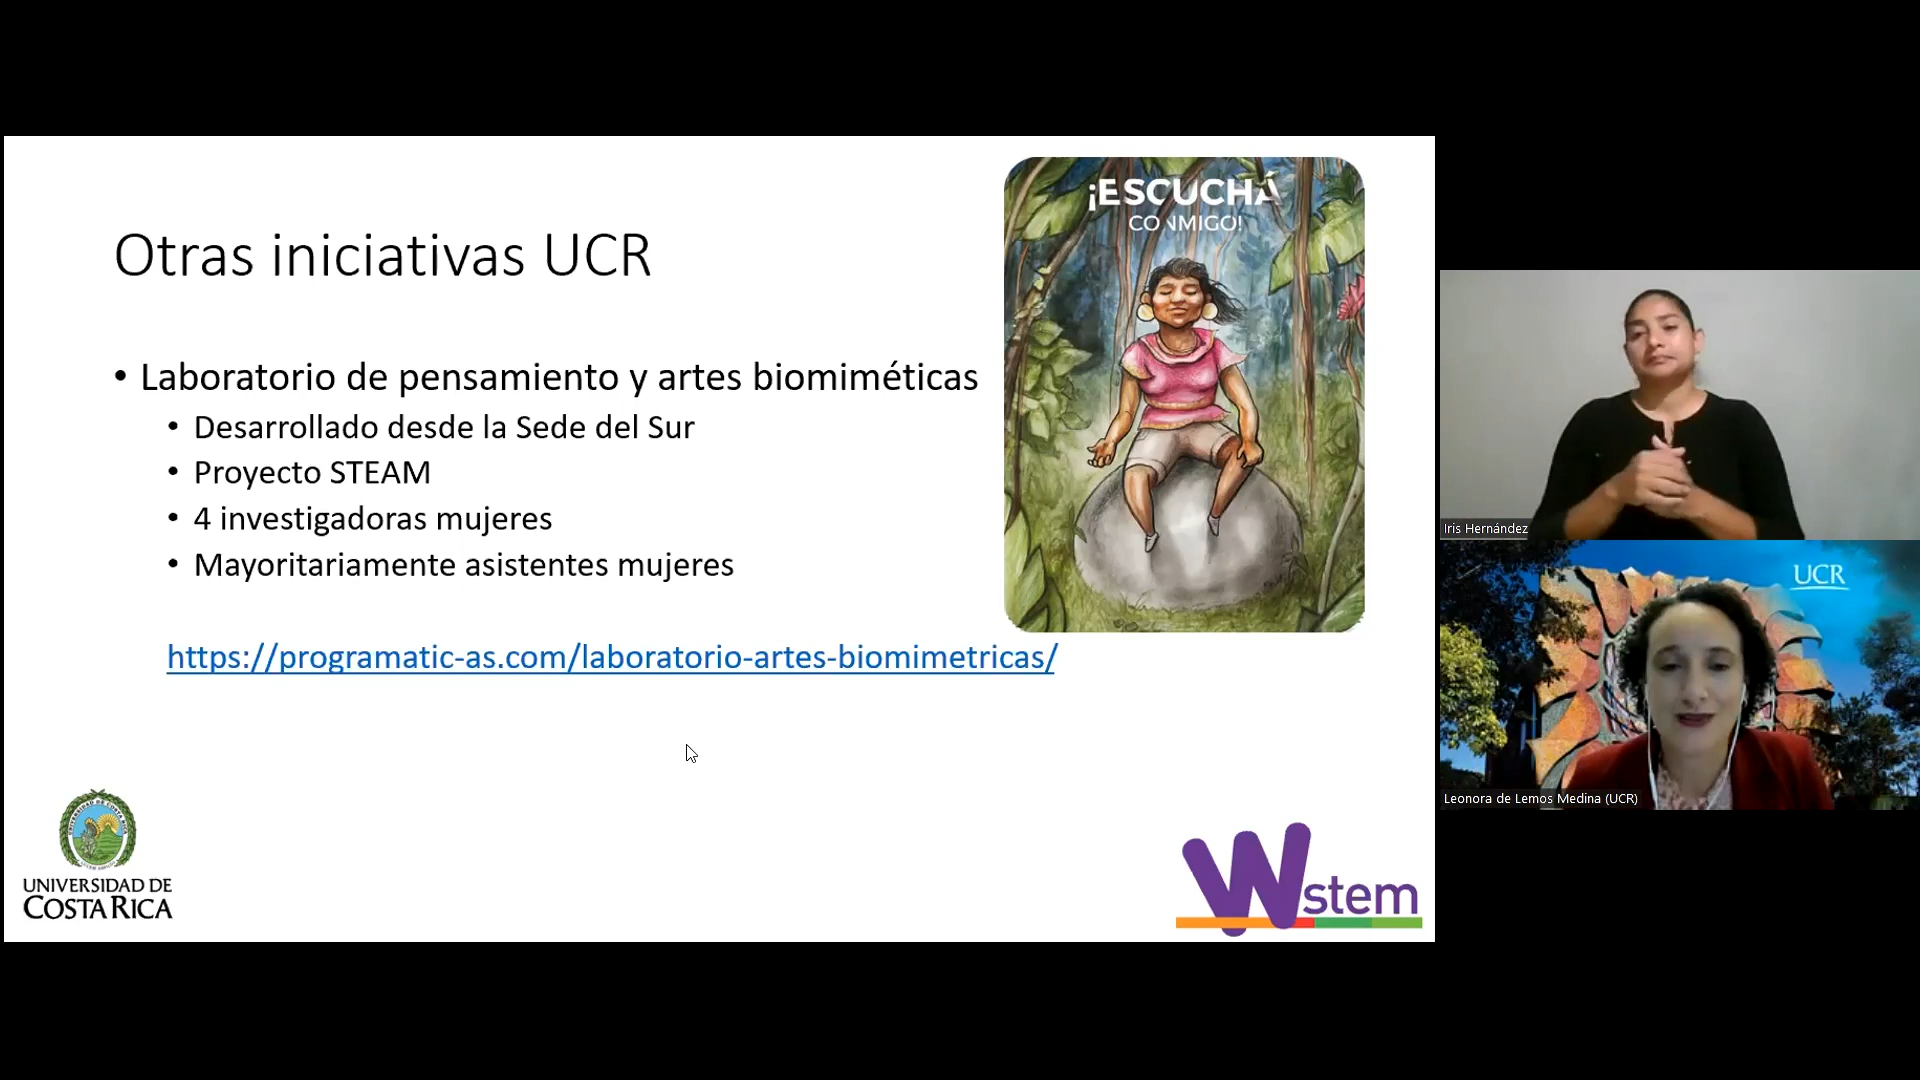 ¡ESCUCHÁ
CONMIGO!
Otras iniciativas UCR
• Laboratorio de pensamiento y artes biomiméticas
• Desarrollado desde la Sede del Sur
• Proyecto STEAM
• 4 investigadoras mujeres
• Mayoritariamente asistentes mujeres
https://programatic-as.com/laboratorio-artes-biomimetricas/
UNIVERSIDAD DE
COSTA RICA
Wstem
Iris Hernández
UCR
Leonora de Lemos Medina (UCR)